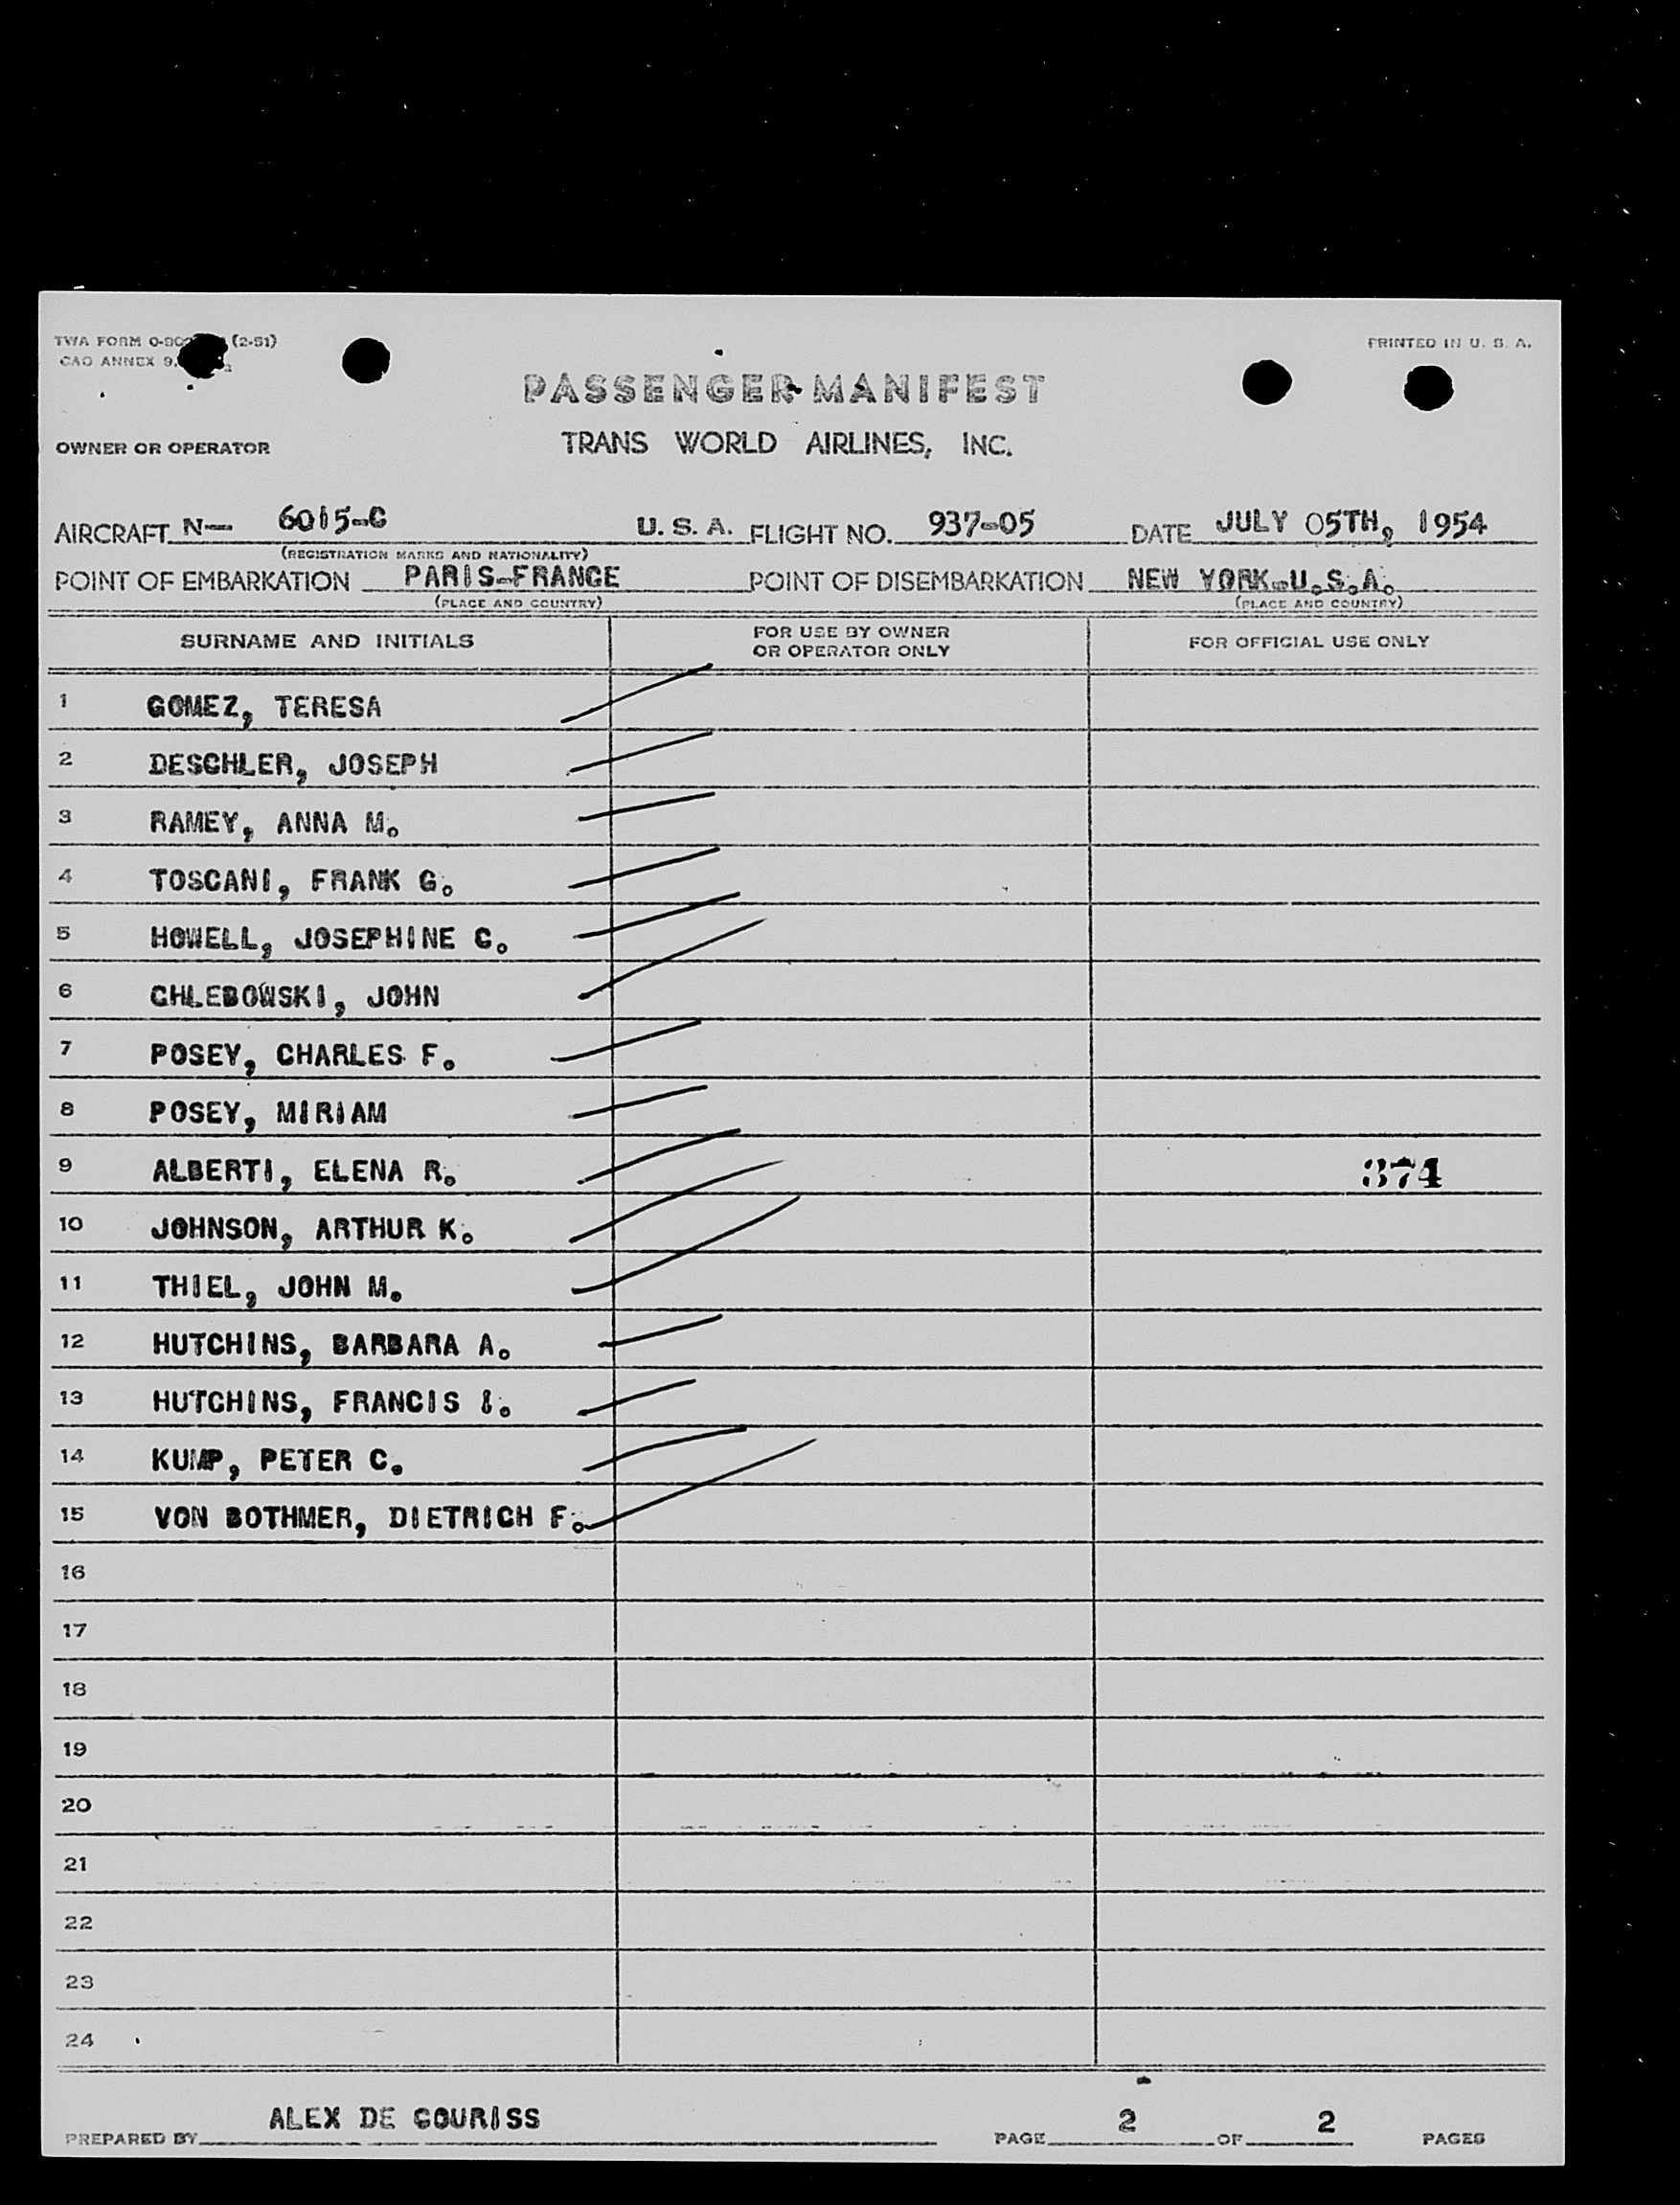 TWA FORM O-90 (2-51)
PRINTED IN U. S. A.
CAO ANNEX 9,
PASSENGER MANIFEST
OWNER OR OPERATOR TRANS WORLD AIRLINES, INC.
AIRCRAFT N— 6015-C U. S. A. FLIGHT NO. 937-05 DATE JULY 05TH, 1954
(REGISTRATION MARKS AND NATIONALITY)
POINT OF EMBARKATION PARIS-FRANCE POINT OF DISEMBARKATION NEW YORK-U.S.A.
(PLACE AND COUNTRY) (PLACE AND COUNTRY)
SURNAME AND INITIALS FOR USE BY OWNER OR OPERATOR ONLY FOR OFFICIAL USE ONLY
1 GOMEZ, TERESA
2 DESCHLER, JOSEPH
3 RAMEY, ANNA M.
4 TOSCANI, FRANK G.
5 HOWELL, JOSEPHINE C.
6 CHLEBOWSKI, JOHN
7 POSEY, CHARLES F.
8 POSEY, MIRIAM
9 ALBERTI, ELENA R. 374
10 JOHNSON, ARTHUR K.
11 THIEL, JOHN M.
12 HUTCHINS, BARBARA A.
13 HUTCHINS, FRANCIS I.
14 KUMP, PETER C.
15 VON BOTHMER, DIETRICH F.
16
17
18
19
20
21
22
23
24
PREPARED BY ALEX DE GOURISS PAGE 2 OF 2 PAGES